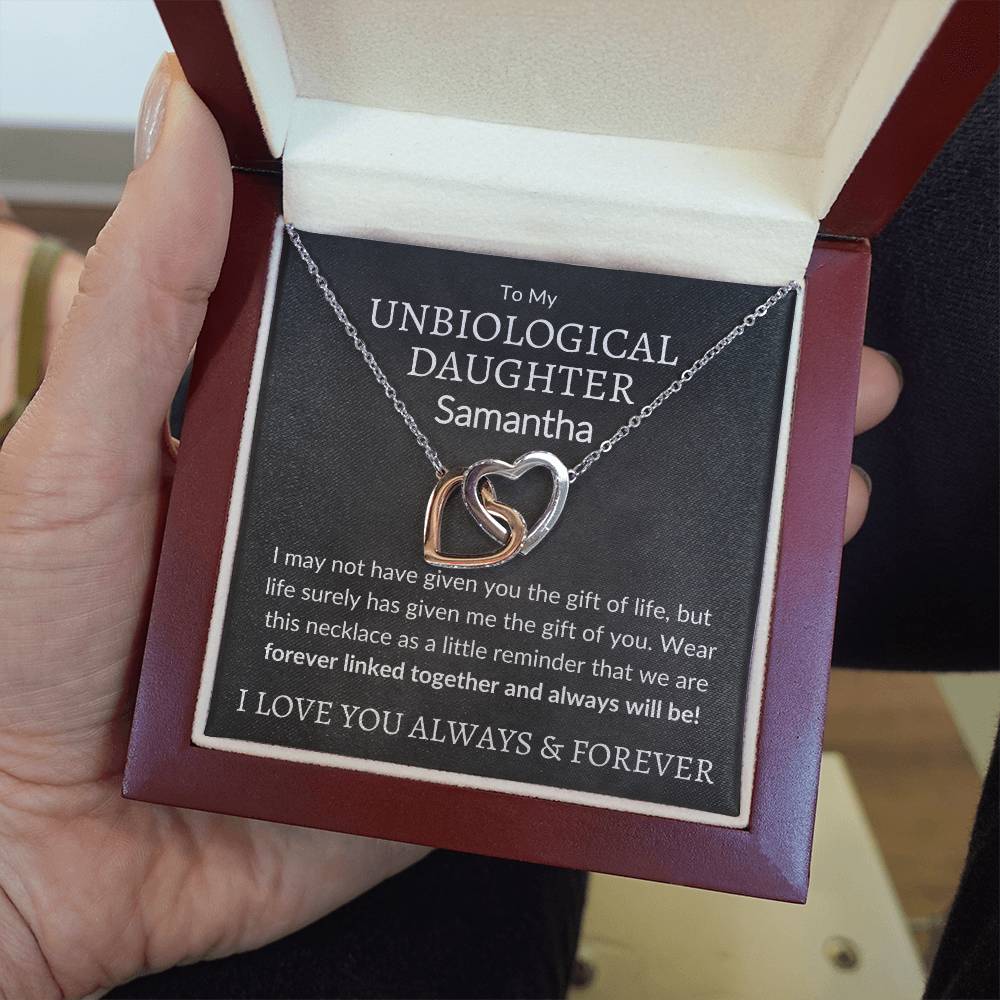 To My
UNBIOLOGICAL
DAUGHTER
Samantha
I may not have given you the gift of life, but
life surely has given me the gift of you. Wear
this necklace as a little reminder that we are
forever linked together and always will be!
I LOVE YOU ALWAYS & FOREVER